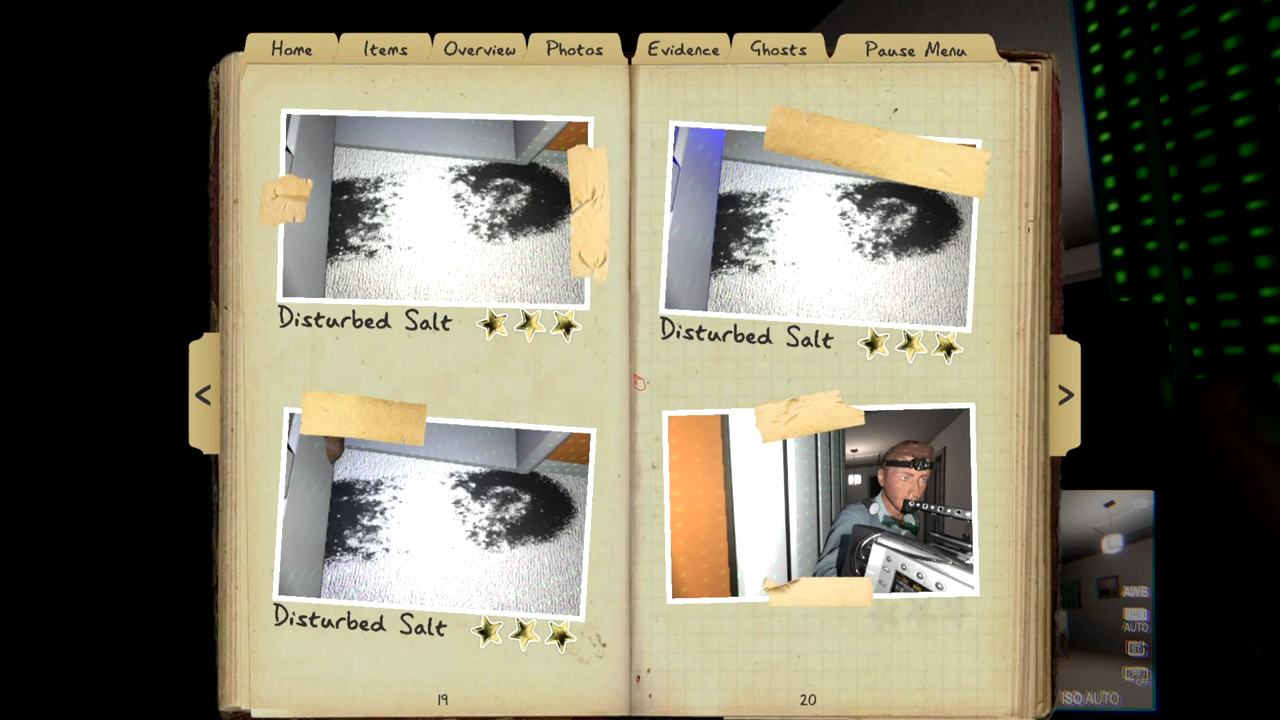 Home Items Overview Photos Evidence Ghosts Pause Menu
Disturbed Salt
Disturbed Salt
Disturbed Salt
< >
19
20
AWB
AUTO
OFF
ISO AUTO